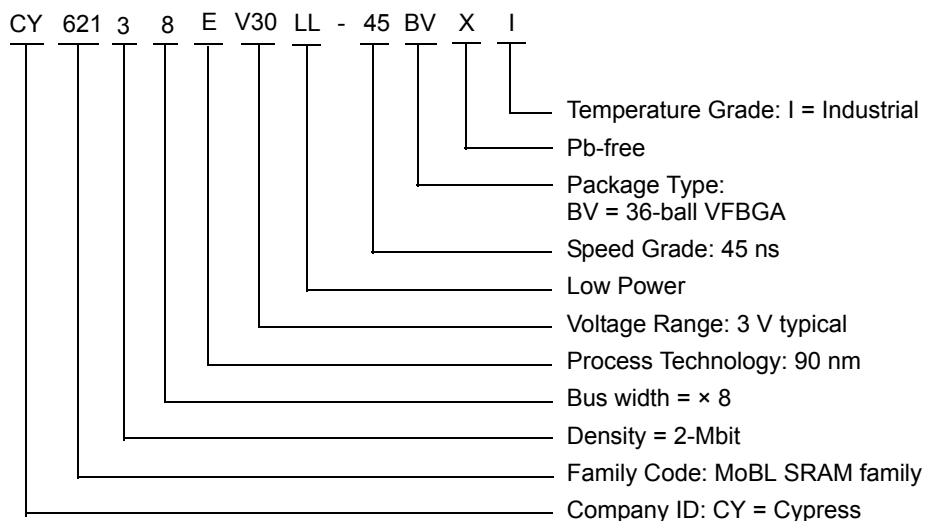 CY 621 3 8 E V30 LL - 45 BV X I
Temperature Grade: I = Industrial
Pb-free
Package Type:
BV = 36-ball VFBGA
Speed Grade: 45 ns
Low Power
Voltage Range: 3 V typical
Process Technology: 90 nm
Bus width = × 8
Density = 2-Mbit
Family Code: MoBL SRAM family
Company ID: CY = Cypress